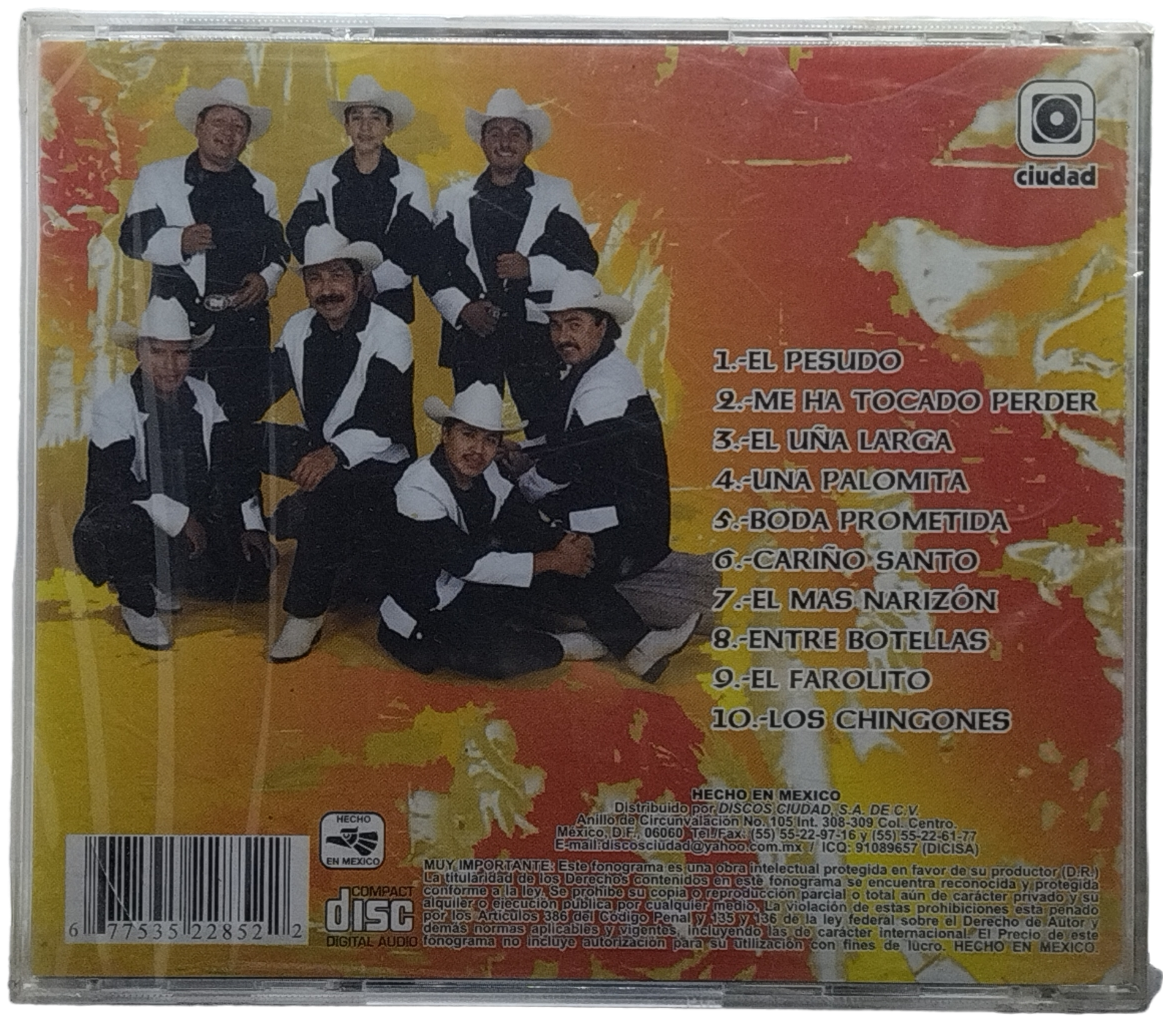 ciudad
1.-EL PESUDO
2.-ME HA TOCADO PERDER
3.-EL UÑA LARGA
4.-UNA PALOMITA
5.-BODA PROMETIDA
6.-CARIÑO SANTO
7.-EL MAS NARIZÓN
8.-ENTRE BOTELLAS
9.-EL FAROLITO
10.-LOS CHINGONES
HECHO EN MEXICO
Distribuido por DISCOS CIUDAD, S.A. DE C.V.
Anillo de Circunvalación No. 105 Int. 308-309 Col. Centro.
México, D.F., 06060 Tel./Fax. (55) 55-22-97-16 y (55) 55-22-61-77
E-mail:discosciudad@yahoo.com.mx / ICQ: 91089657 (DICISA)
HECHO
EN MEXICO
COMPACT
disc
DIGITAL AUDIO
6 77535 22852 2
MUY IMPORTANTE: Este fonograma es una obra intelectual protegida en favor de su productor (D.R.)
La titularidad de los Derechos contenidos en este fonograma se encuentra reconocida y protegida
conforme a la ley. Se prohibe su copia o reproducción parcial o total aún de carácter privado y su
alquiler o ejecución pública por cualquier medio. La violación de estas prohibiciones esta penado
por los Artículos 386 del Código Penal y 135 y 136 de la ley federal sobre el Derecho de Autor y
demás normas aplicables y vigentes, incluyendo las de carácter internacional. El Precio de este
fonograma no incluye autorización para su utilización con fines de lucro. HECHO EN MEXICO.